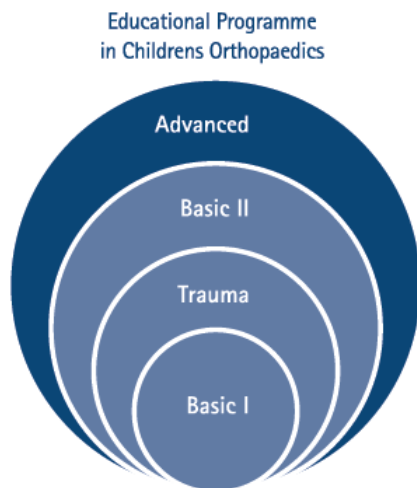 Educational Programme
in Childrens Orthopaedics
Advanced
Basic II
Trauma
Basic I